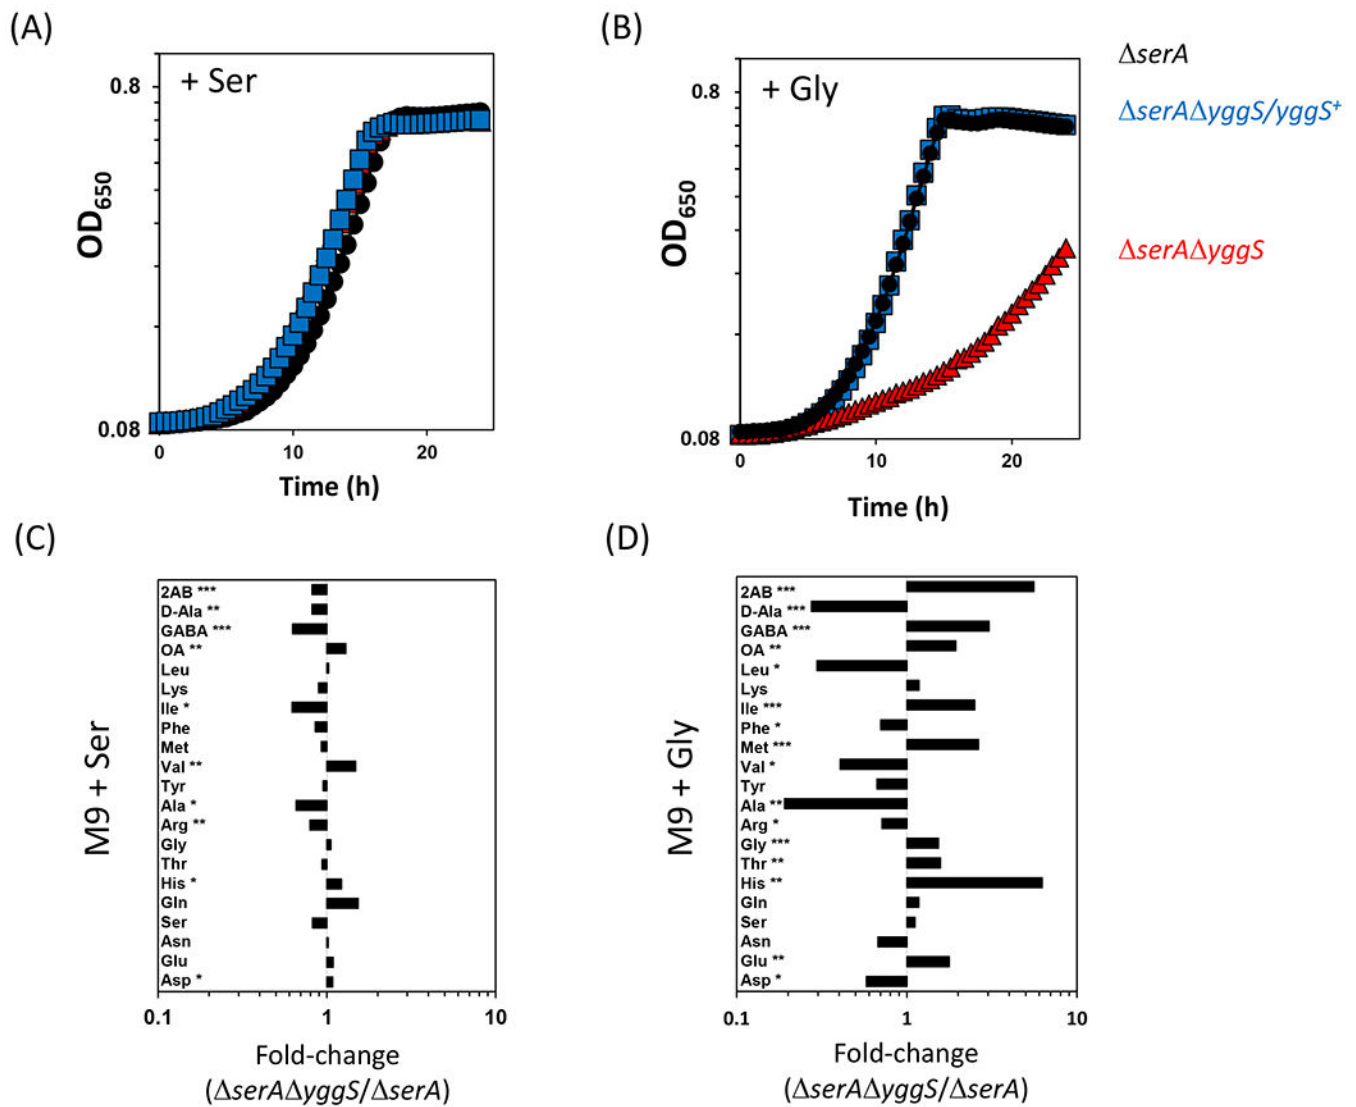 (A)
+ Ser
0.8
0.08
OD650
0 10 20
Time (h)
(B)
+ Gly
0.8
0.08
OD650
0 10 20
Time (h)
ΔserA
ΔserAΔyggS/yggS+
ΔserAΔyggS
(C)
M9 + Ser
2AB ***
D-Ala **
GABA ***
OA **
Leu
Lys
Ile *
Phe
Met
Val **
Tyr
Ala *
Arg **
Gly
Thr
His *
Gln
Ser
Asn
Glu
Asp *
0.1 1 10
Fold-change
(ΔserAΔyggS/ΔserA)
(D)
M9 + Gly
2AB ***
D-Ala ***
GABA ***
OA **
Leu *
Lys
Ile ***
Phe *
Met ***
Val *
Tyr
Ala **
Arg *
Gly ***
Thr **
His **
Gln
Ser
Asn
Glu **
Asp *
0.1 1 10
Fold-change
(ΔserAΔyggS/ΔserA)